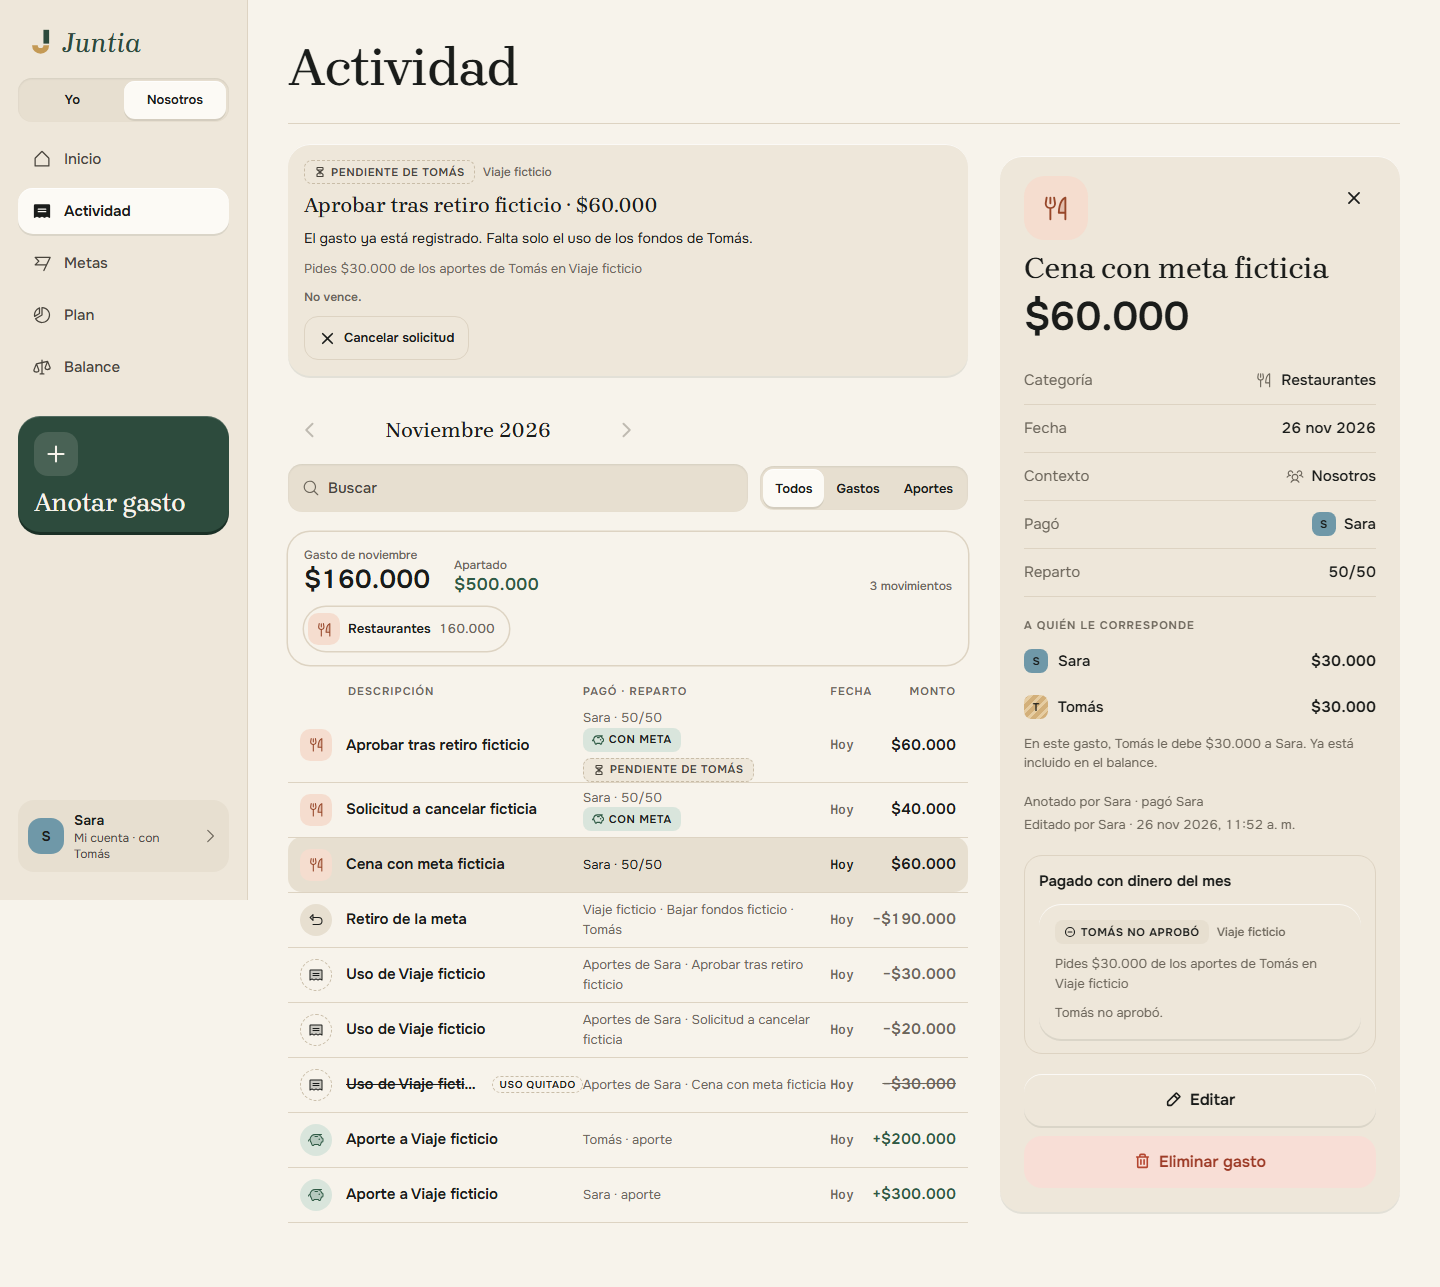 Juntia
Yo
Nosotros
Inicio
Actividad
Metas
Plan
Balance
Anotar gasto
S
Sara
Mi cuenta · con
Tomás
Actividad
PENDIENTE DE TOMÁS
Viaje ficticio
Aprobar tras retiro ficticio · $60.000
El gasto ya está registrado. Falta solo el uso de los fondos de Tomás.
Pides $30.000 de los aportes de Tomás en Viaje ficticio
No vence.
Cancelar solicitud
Noviembre 2026
Buscar
Todos
Gastos
Aportes
Gasto de noviembre
$160.000
Apartado
$500.000
3 movimientos
Restaurantes 160.000
DESCRIPCIÓN
PAGÓ · REPARTO
FECHA
MONTO
Aprobar tras retiro ficticio
Sara · 50/50
CON META
PENDIENTE DE TOMÁS
Hoy
$60.000
Solicitud a cancelar ficticia
Sara · 50/50
CON META
Hoy
$40.000
Cena con meta ficticia
Sara · 50/50
Hoy
$60.000
Retiro de la meta
Viaje ficticio · Bajar fondos ficticio ·
Tomás
Hoy
−$190.000
Uso de Viaje ficticio
Aportes de Sara · Aprobar tras retiro
ficticio
Hoy
−$30.000
Uso de Viaje ficticio
Aportes de Sara · Solicitud a cancelar
ficticia
Hoy
−$20.000
Uso de Viaje ficti...
USO QUITADO
Aportes de Sara · Cena con meta ficticia
Hoy
−$30.000
Aporte a Viaje ficticio
Tomás · aporte
Hoy
+$200.000
Aporte a Viaje ficticio
Sara · aporte
Hoy
+$300.000
Cena con meta ficticia
$60.000
Categoría
Restaurantes
Fecha
26 nov 2026
Contexto
Nosotros
Pagó
S
Sara
Reparto
50/50
A QUIÉN LE CORRESPONDE
S
Sara
$30.000
T
Tomás
$30.000
En este gasto, Tomás le debe $30.000 a Sara. Ya está
incluido en el balance.
Anotado por Sara · pagó Sara
Editado por Sara · 26 nov 2026, 11:52 a. m.
Pagado con dinero del mes
TOMÁS NO APROBÓ
Viaje ficticio
Pides $30.000 de los aportes de Tomás en
Viaje ficticio
Tomás no aprobó.
Editar
Eliminar gasto